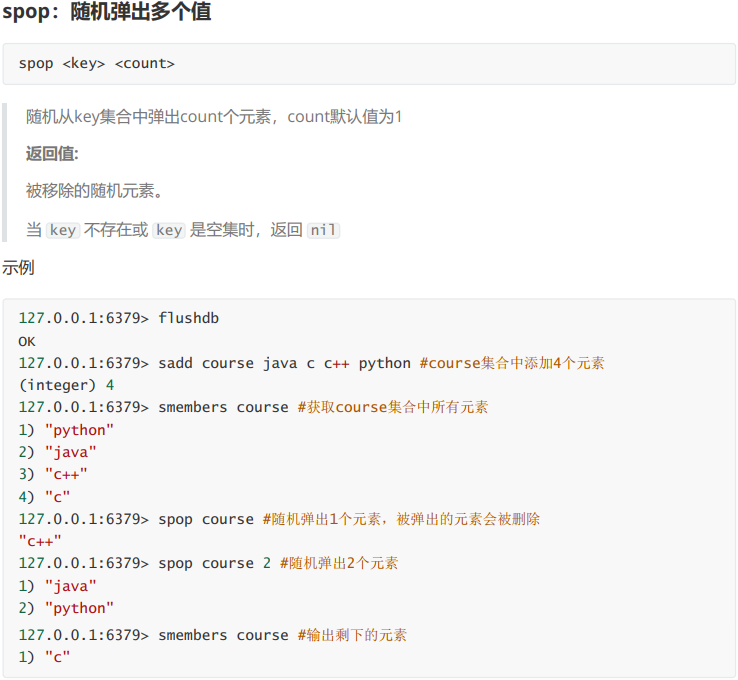 spop：随机弹出多个值
spop <key> <count>
随机从key集合中弹出count个元素，count默认值为1
返回值:
被移除的随机元素。
当 key 不存在或 key 是空集时，返回 nil
示例
127.0.0.1:6379> flushdb
OK
127.0.0.1:6379> sadd course java c c++ python #course集合中添加4个元素
(integer) 4
127.0.0.1:6379> smembers course #获取course集合中所有元素
1) "python"
2) "java"
3) "c++"
4) "c"
127.0.0.1:6379> spop course #随机弹出1个元素，被弹出的元素会被删除
"c++"
127.0.0.1:6379> spop course 2 #随机弹出2个元素
1) "java"
2) "python"
127.0.0.1:6379> smembers course #输出剩下的元素
1) "c"